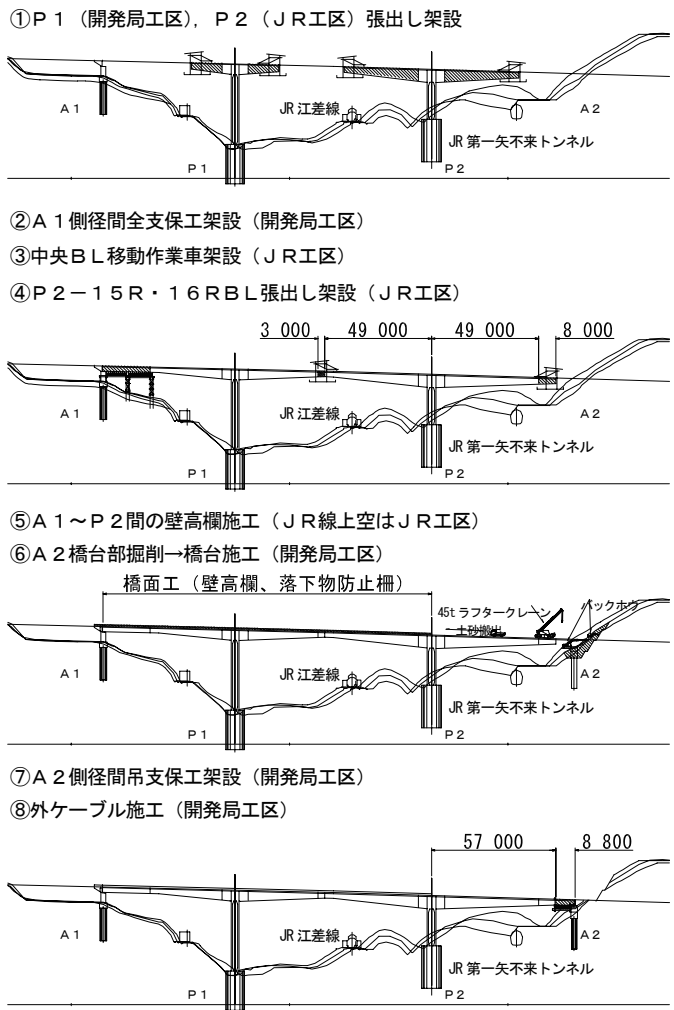 ①Ｐ１（開発局工区），Ｐ２（ＪＲ工区）張出し架設
Ａ１
JR 江差線
Ａ２
JR 第一矢不来トンネル
Ｐ１
Ｐ２
②Ａ１側径間全支保工架設（開発局工区）
③中央ＢＬ移動作業車架設（ＪＲ工区）
④Ｐ２－１５Ｒ・１６ＲＢＬ張出し架設（ＪＲ工区）
3 000
49 000
49 000
8 000
Ａ１
JR 江差線
Ａ２
JR 第一矢不来トンネル
Ｐ１
Ｐ２
⑤Ａ１～Ｐ２間の壁高欄施工（ＪＲ線上空はＪＲ工区）
⑥Ａ２橋台部掘削→橋台施工（開発局工区）
橋面工（壁高欄、落下物防止柵）
45tラフタークレーン
バックホウ
土砂搬出
Ａ１
JR 江差線
Ａ２
JR 第一矢不来トンネル
Ｐ１
Ｐ２
⑦Ａ２側径間吊支保工架設（開発局工区）
⑧外ケーブル施工（開発局工区）
57 000
8 800
Ａ１
JR 江差線
Ａ２
JR 第一矢不来トンネル
Ｐ１
Ｐ２